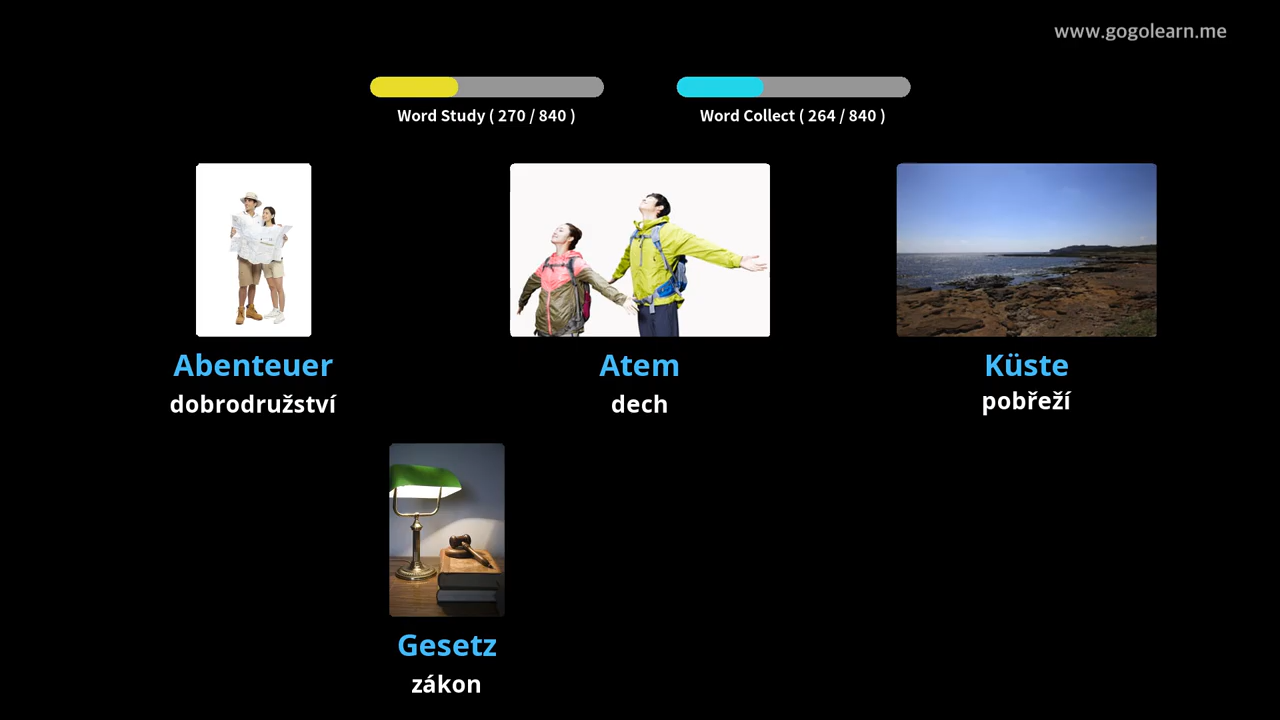 www.gogolearn.me
Word Study ( 270 / 840 )
Word Collect ( 264 / 840 )
Abenteuer
dobrodružství
Atem
dech
Küste
pobřeží
Gesetz
zákon